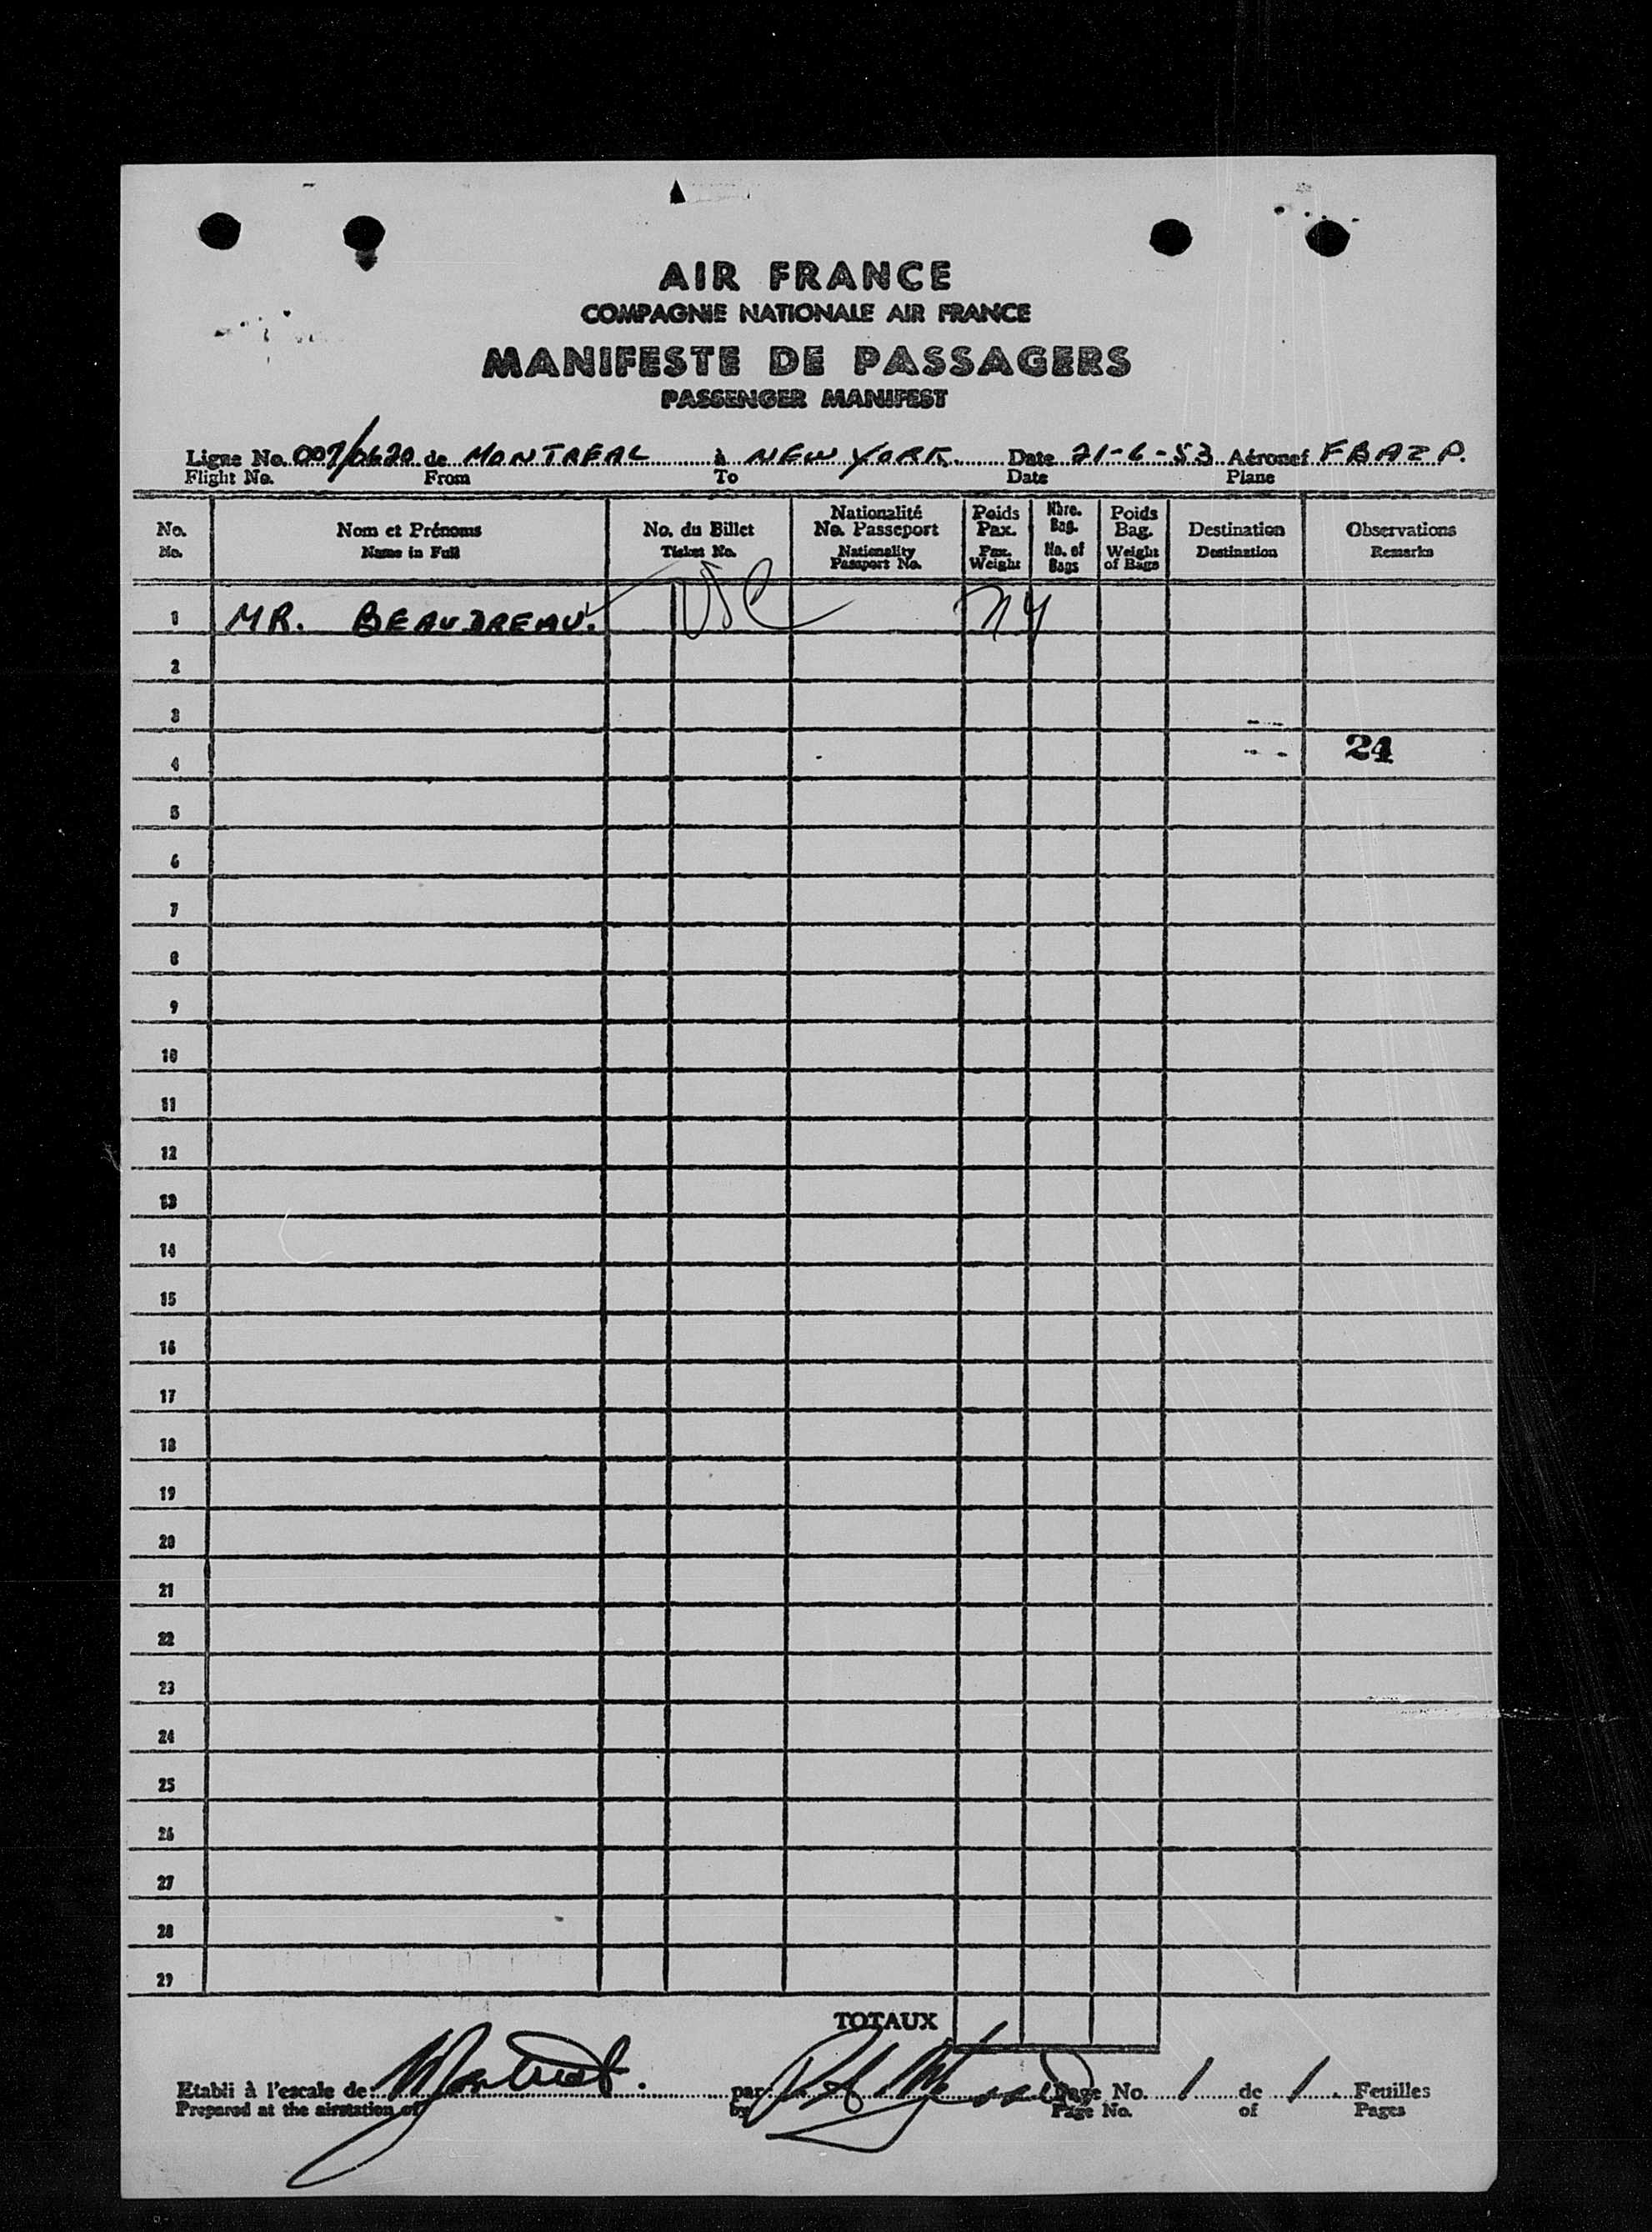 AIR FRANCE
COMPAGNIE NATIONALE AIR FRANCE
MANIFESTE DE PASSAGERS
PASSENGER MANIFEST
Ligne No. 009/0620 de MONTREAL à NEW YORK. Date 21-6-53 Aéronef FBAZP.
Flight No. From To Date Plane
No. Nom et Prénoms No. du Billet Nationalité No. Passeport Poids Pax. Nbre. Bag. Poids Bag. Destination Observations
No. Name in Full Ticket No. Nationality Passport No. Pax. Weight No. of Bags Weight of Bags Destination Remarks
1 MR. BEAUDREAU. USC NY
2
3
4 24
5
6
7
8
9
10
11
12
13
14
15
16
17
18
19
20
21
22
23
24
25
26
27
28
29
TOTAUX
Etabli à l'escale de: Montreal. par Page No. 1 de 1. Feuilles
Prepared at the airstation of by Page No. of Pages